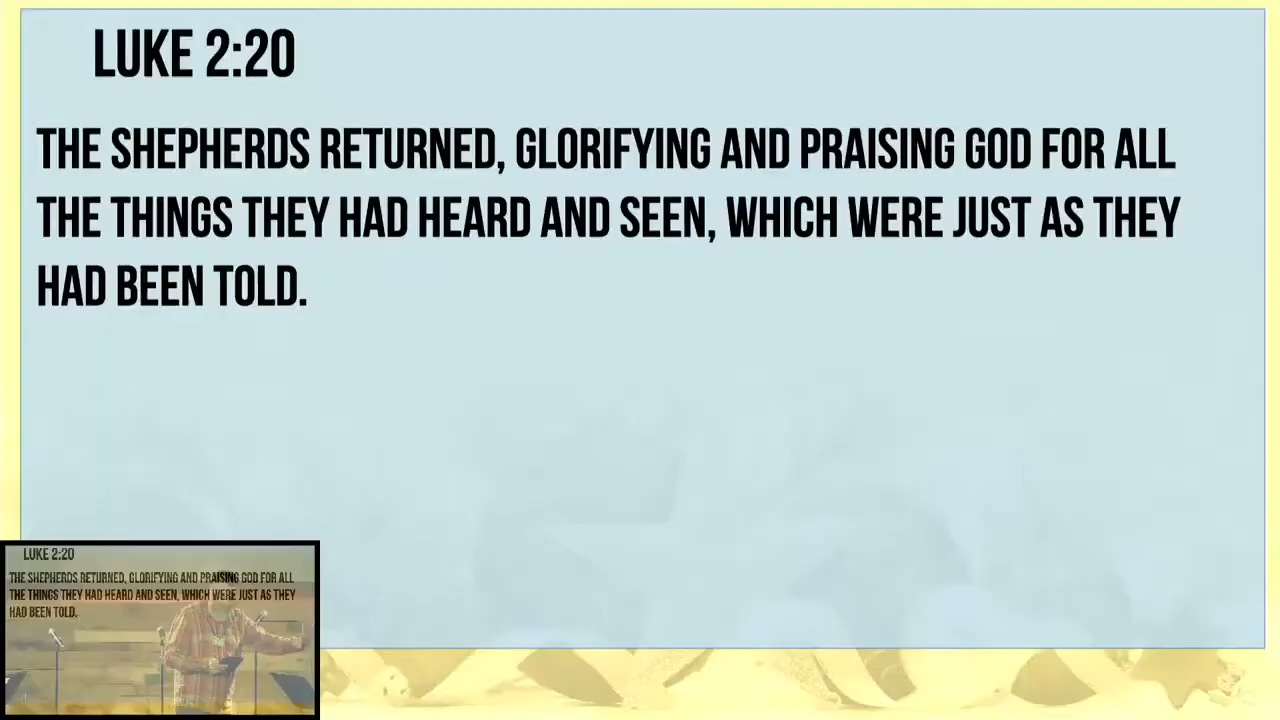 LUKE 2:20
THE SHEPHERDS RETURNED, GLORIFYING AND PRAISING GOD FOR ALL
THE THINGS THEY HAD HEARD AND SEEN, WHICH WERE JUST AS THEY
HAD BEEN TOLD.
LUKE 2:20
THE SHEPHERDS RETURNED, GLORIFYING AND PRAISING GOD FOR ALL
THE THINGS THEY HAD HEARD AND SEEN, WHICH WERE JUST AS THEY
HAD BEEN TOLD.